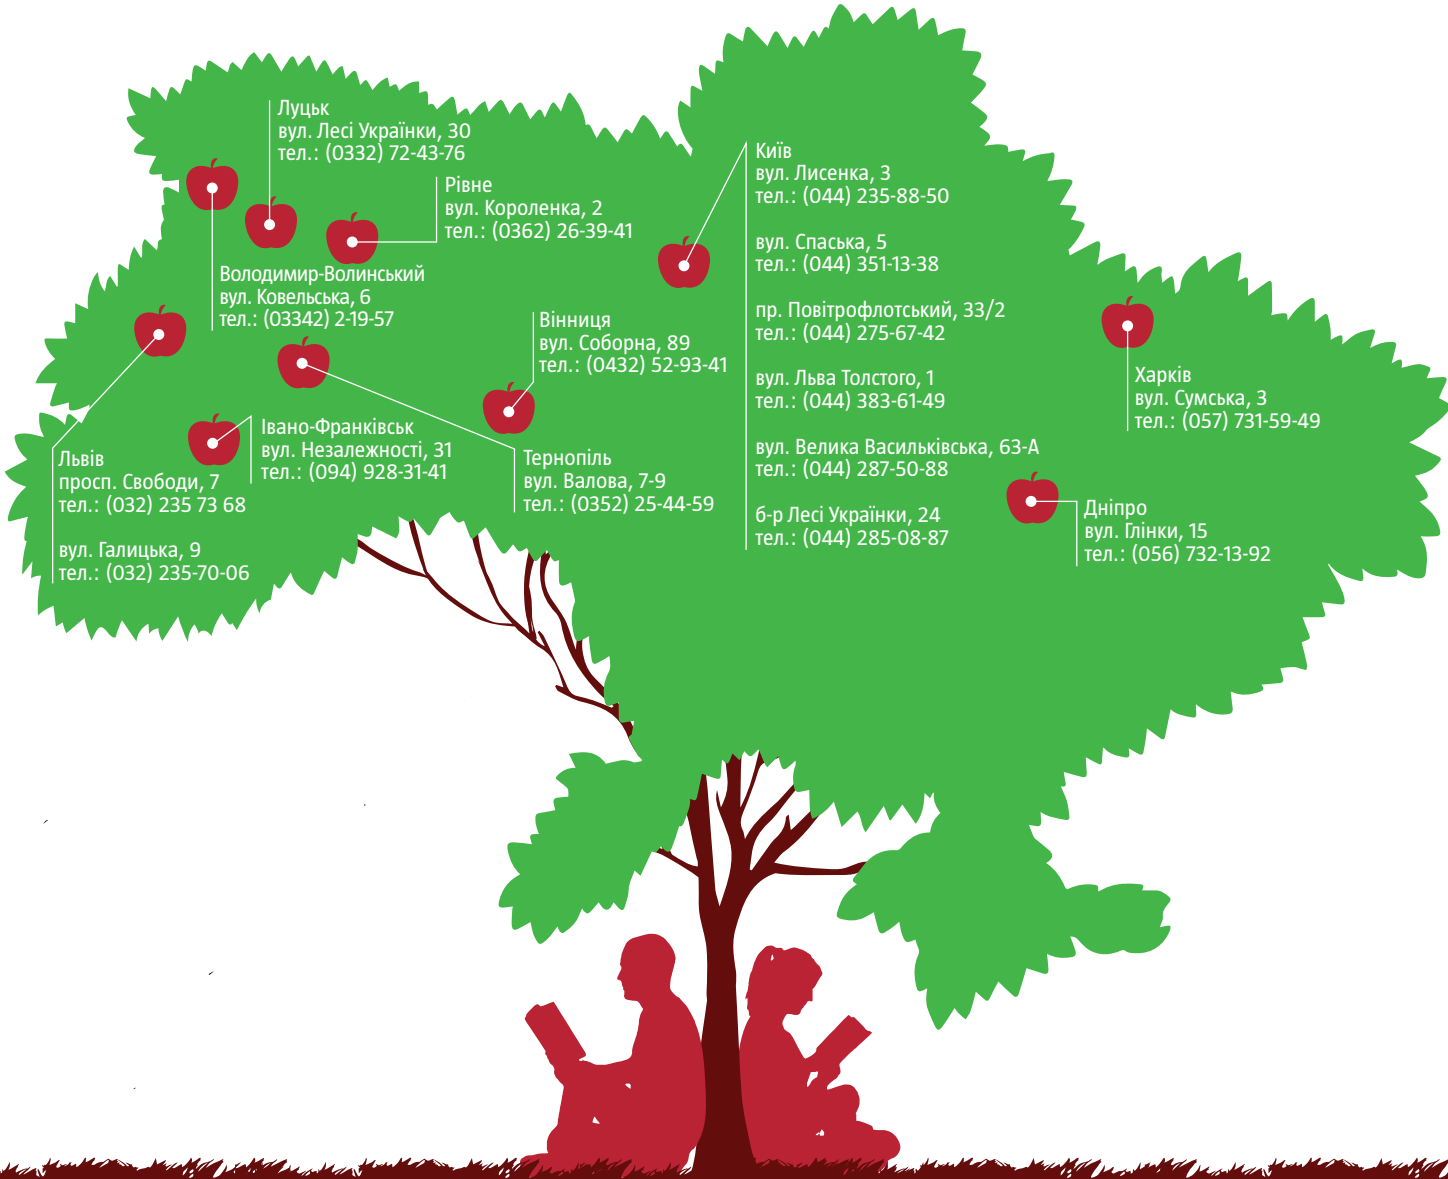 Луцьк
вул. Лесі Українки, 30
тел.: (0332) 72-43-76
Рівне
вул. Короленка, 2
тел.: (0362) 26-39-41
Володимир-Волинський
вул. Ковельська, 6
тел.: (03342) 2-19-57
Вінниця
вул. Соборна, 89
тел.: (0432) 52-93-41
Івано-Франківськ
вул. Незалежності, 31
тел.: (094) 928-31-41
Львів
просп. Свободи, 7
тел.: (032) 235 73 68
вул. Галицька, 9
тел.: (032) 235-70-06
Тернопіль
вул. Валова, 7-9
тел.: (0352) 25-44-59
Київ
вул. Лисенка, 3
тел.: (044) 235-88-50
вул. Спаська, 5
тел.: (044) 351-13-38
пр. Повітрофлотський, 33/2
тел.: (044) 275-67-42
вул. Льва Толстого, 1
тел.: (044) 383-61-49
вул. Велика Васильківська, 63-А
тел.: (044) 287-50-88
б-р Лесі Українки, 24
тел.: (044) 285-08-87
Харків
вул. Сумська, 3
тел.: (057) 731-59-49
Дніпро
вул. Глінки, 15
тел.: (056) 732-13-92